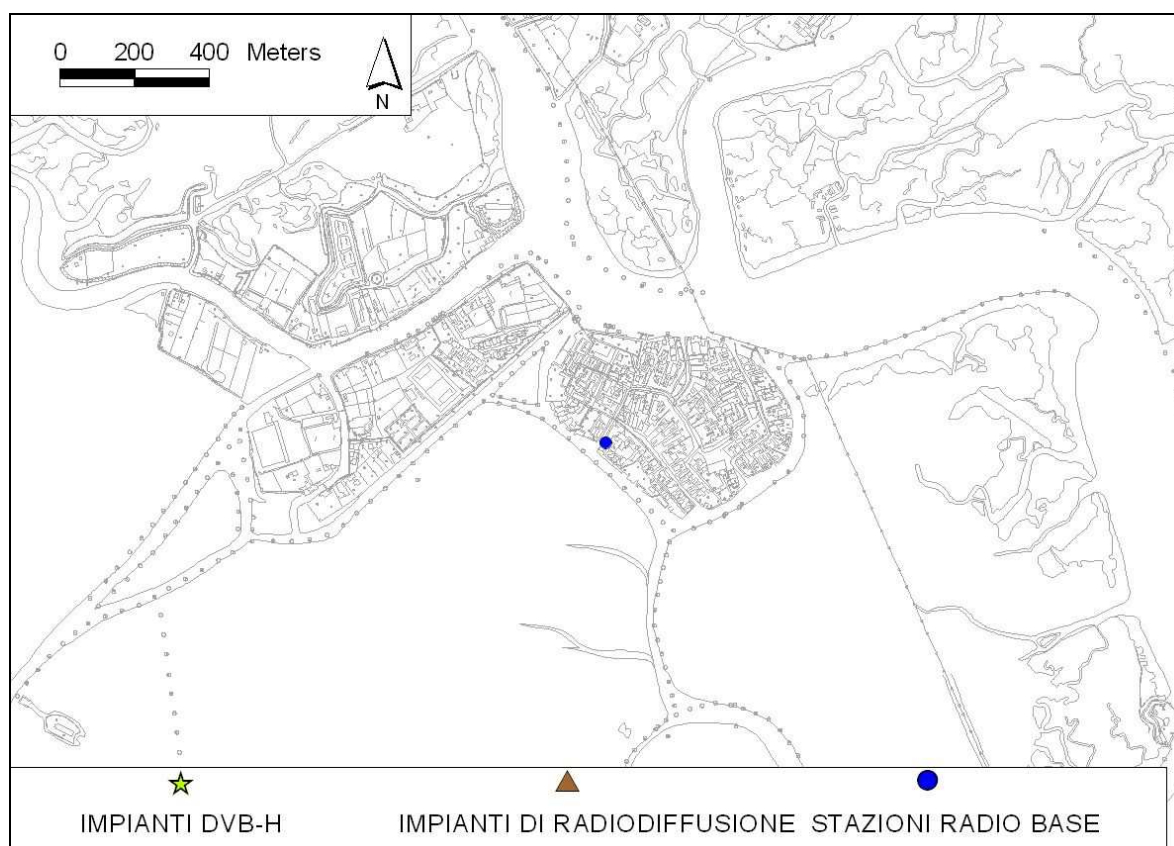 0 200 400 Meters
N
IMPIANTI DVB-H IMPIANTI DI RADIODIFFUSIONE STAZIONI RADIO BASE